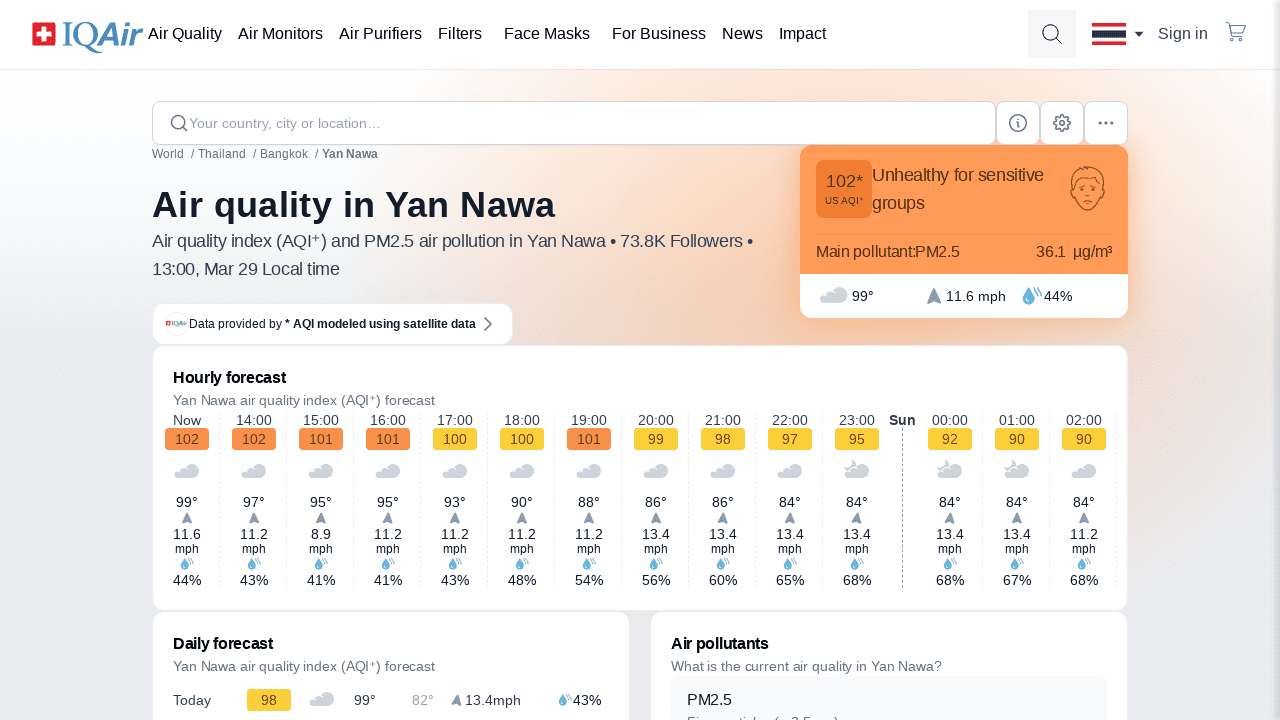 IQAir Air Quality Air Monitors Air Purifiers Filters Face Masks For Business News Impact Sign in
Your country, city or location…
World / Thailand / Bangkok / Yan Nawa
Air quality in Yan Nawa
Air quality index (AQI⁺) and PM2.5 air pollution in Yan Nawa • 73.8K Followers •
13:00, Mar 29 Local time
102*
US AQI⁺
Unhealthy for sensitive
groups
Main pollutant:PM2.5 36.1 µg/m³
99° 11.6 mph 44%
IQAir Data provided by * AQI modeled using satellite data
Hourly forecast
Yan Nawa air quality index (AQI⁺) forecast
Now 14:00 15:00 16:00 17:00 18:00 19:00 20:00 21:00 22:00 23:00 Sun 00:00 01:00 02:00
102 102 101 101 100 100 101 99 98 97 95 92 90 90
99° 97° 95° 95° 93° 90° 88° 86° 86° 84° 84° 84° 84° 84°
11.6 11.2 8.9 11.2 11.2 11.2 11.2 13.4 13.4 13.4 13.4 13.4 13.4 11.2
mph mph mph mph mph mph mph mph mph mph mph mph mph mph
44% 43% 41% 41% 43% 48% 54% 56% 60% 65% 68% 68% 67% 68%
Daily forecast
Yan Nawa air quality index (AQI⁺) forecast
Today 98 99° 82° 13.4mph 43%
Air pollutants
What is the current air quality in Yan Nawa?
PM2.5